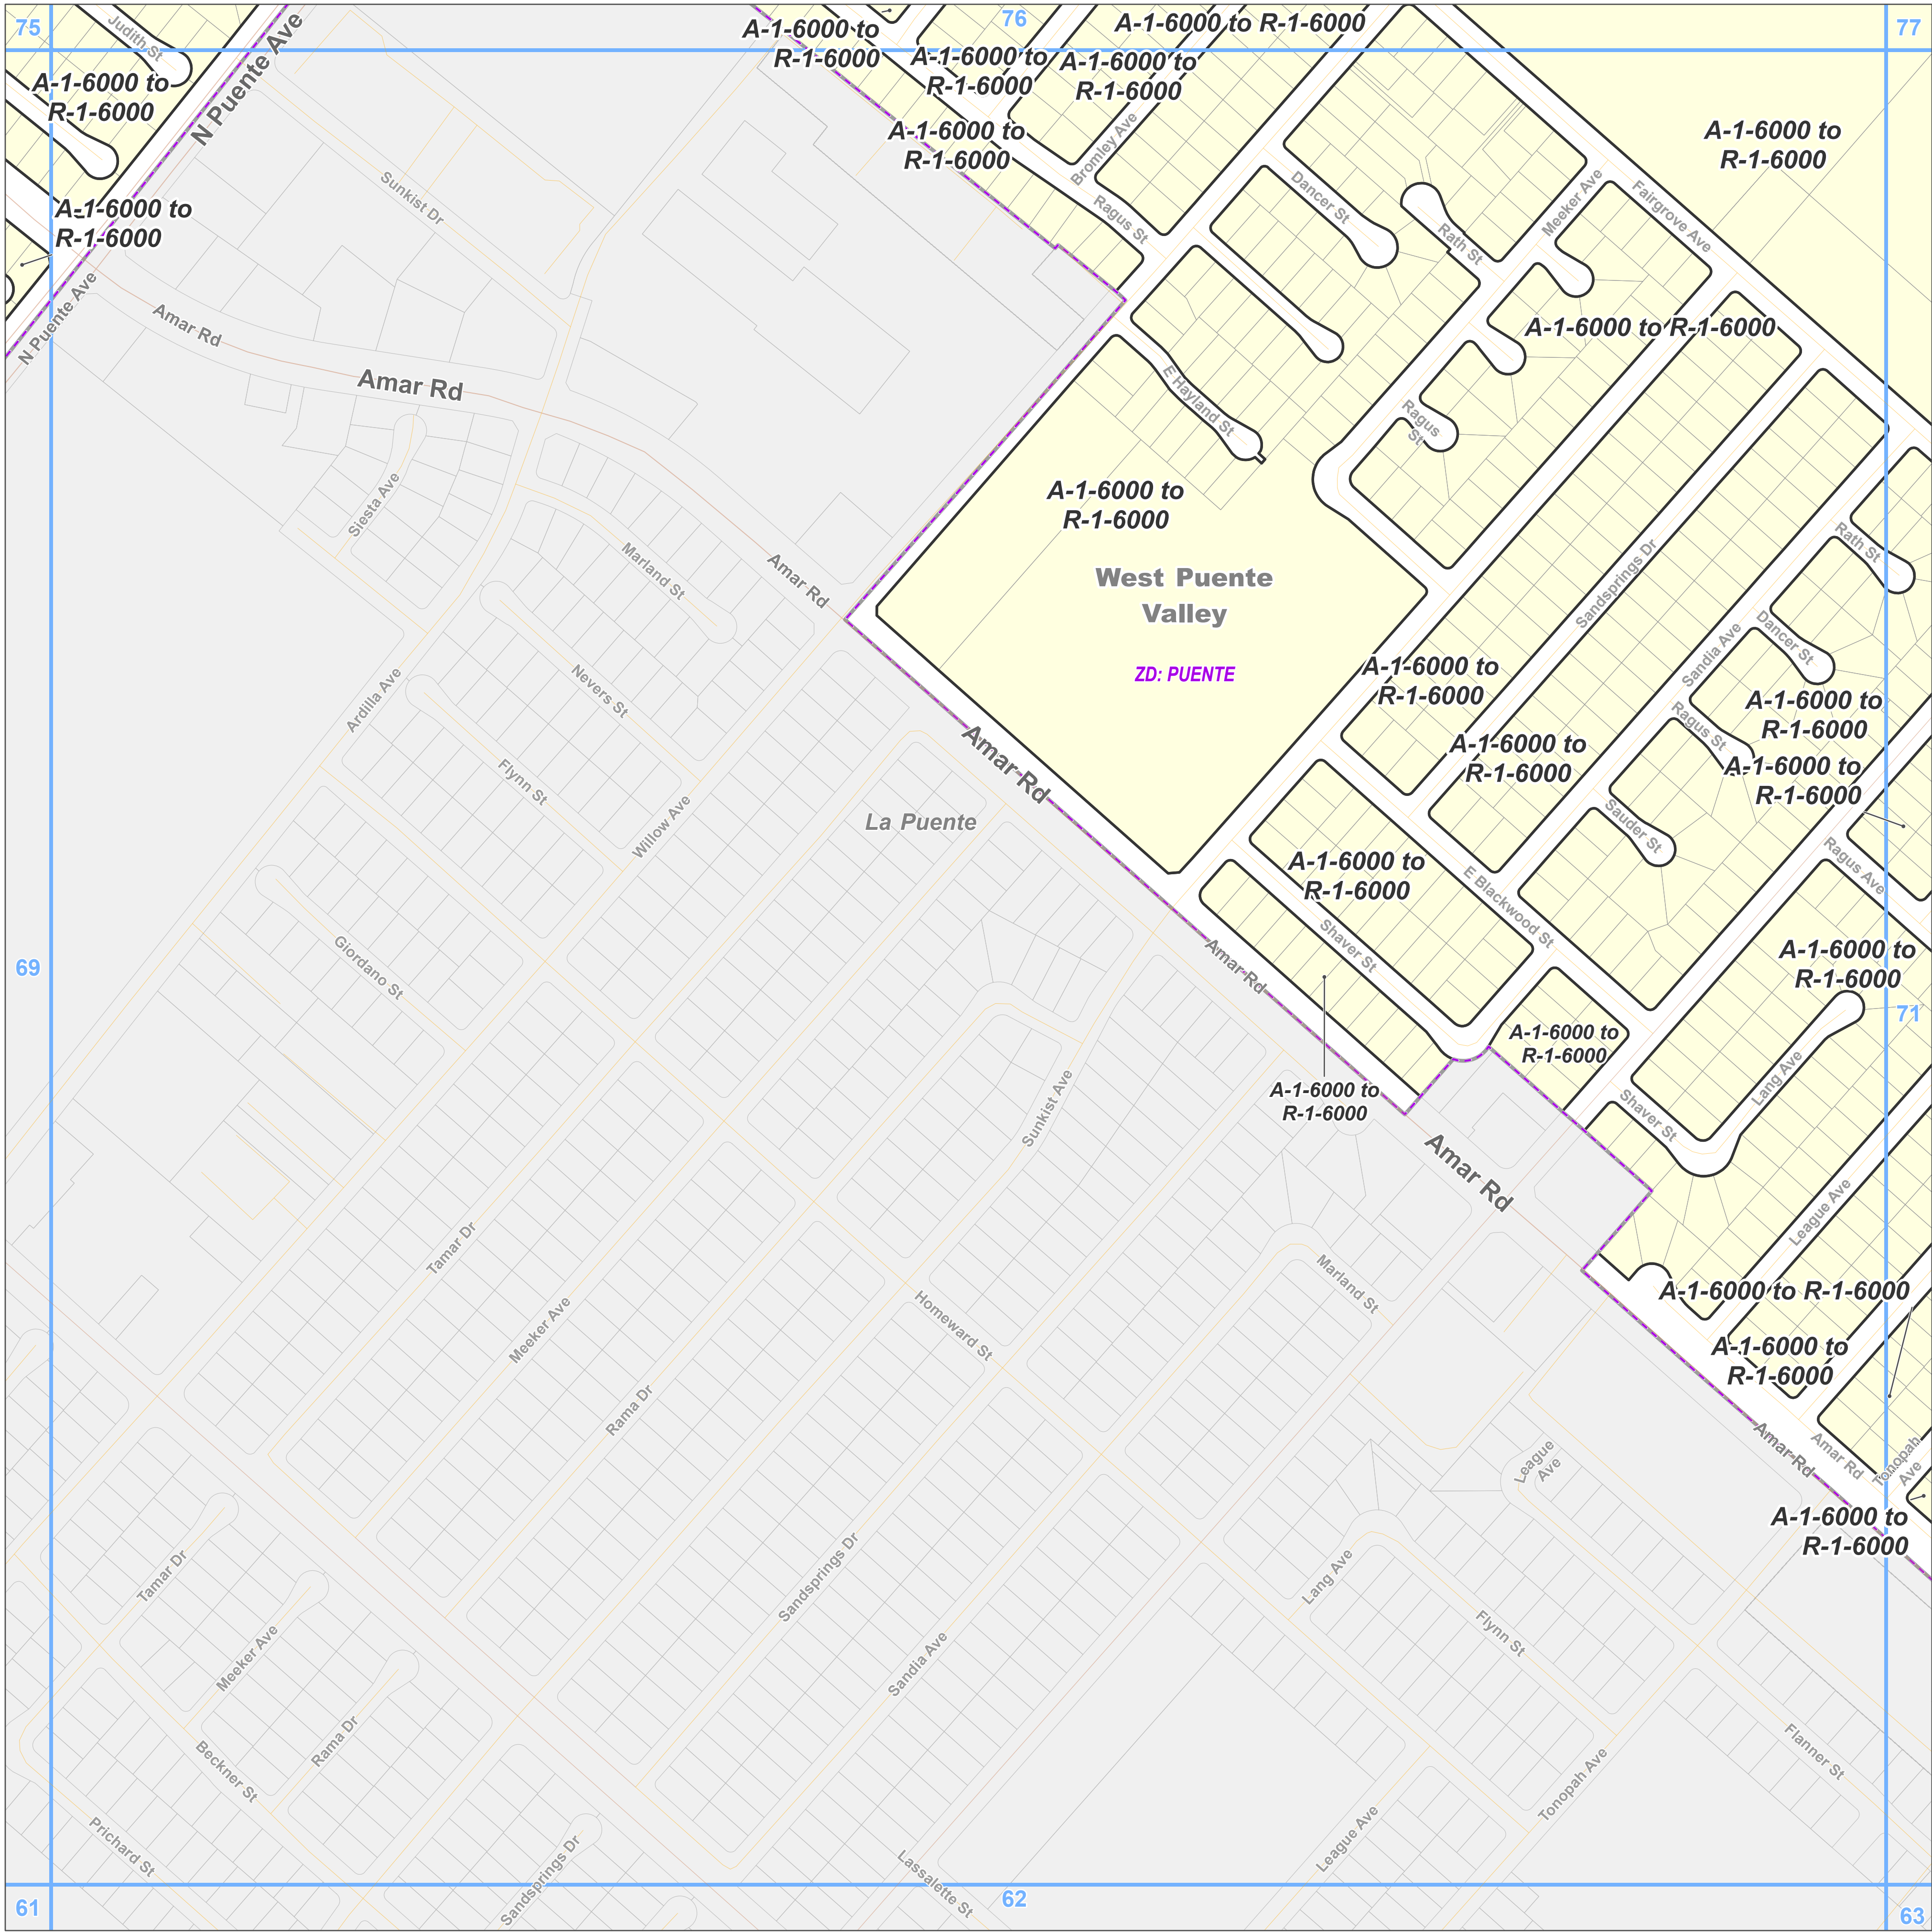 75
76
77
Judith St
N Puente Ave
A-1-6000 to
R-1-6000
A-1-6000 to
R-1-6000
A-1-6000 to
R-1-6000
A-1-6000 to R-1-6000
A-1-6000 to
R-1-6000
A-1-6000 to
R-1-6000
A-1-6000 to
R-1-6000
A-1-6000 to
R-1-6000
A-1-6000 to
R-1-6000
Bromley Ave
Sunkist Dr
Dancer St
Meeker Ave
Fairgrove Ave
Ragus St
Rath St
N Puente Ave
Amar Rd
Amar Rd
A-1-6000 to R-1-6000
E Hayland St
Ragus
St
Siesta Ave
Marland St
Amar Rd
A-1-6000 to
R-1-6000
West Puente
Valley
ZD: PUENTE
Sandsprings Dr
Rath St
Dancer St
Sandia Ave
Ragus St
A-1-6000 to
R-1-6000
A-1-6000 to
R-1-6000
A-1-6000 to
R-1-6000
A-1-6000 to
R-1-6000
Ardilla Ave
Nevers St
Flynn St
Willow Ave
Amar Rd
La Puente
Sauder St
Ragus Ave
A-1-6000 to
R-1-6000
E Blackwood St
Shaver St
Amar Rd
A-1-6000 to
R-1-6000
69
71
Giordano St
A-1-6000 to
R-1-6000
A-1-6000 to
R-1-6000
Lang Ave
Shaver St
Sunkist Ave
Amar Rd
League Ave
Tamar Dr
Meeker Ave
Homeward St
Marland St
A-1-6000 to R-1-6000
A-1-6000 to
R-1-6000
Rama Dr
Amar Rd
Amar Rd
Tonopah
Ave
League
Ave
A-1-6000 to
R-1-6000
Tamar Dr
Sandsprings Dr
Lang Ave
Flynn St
Meeker Ave
Sandia Ave
Rama Dr
Beckner St
Flanner St
Tonopah Ave
Prichard St
Sandsprings Dr
Lassalette St
League Ave
61
62
63